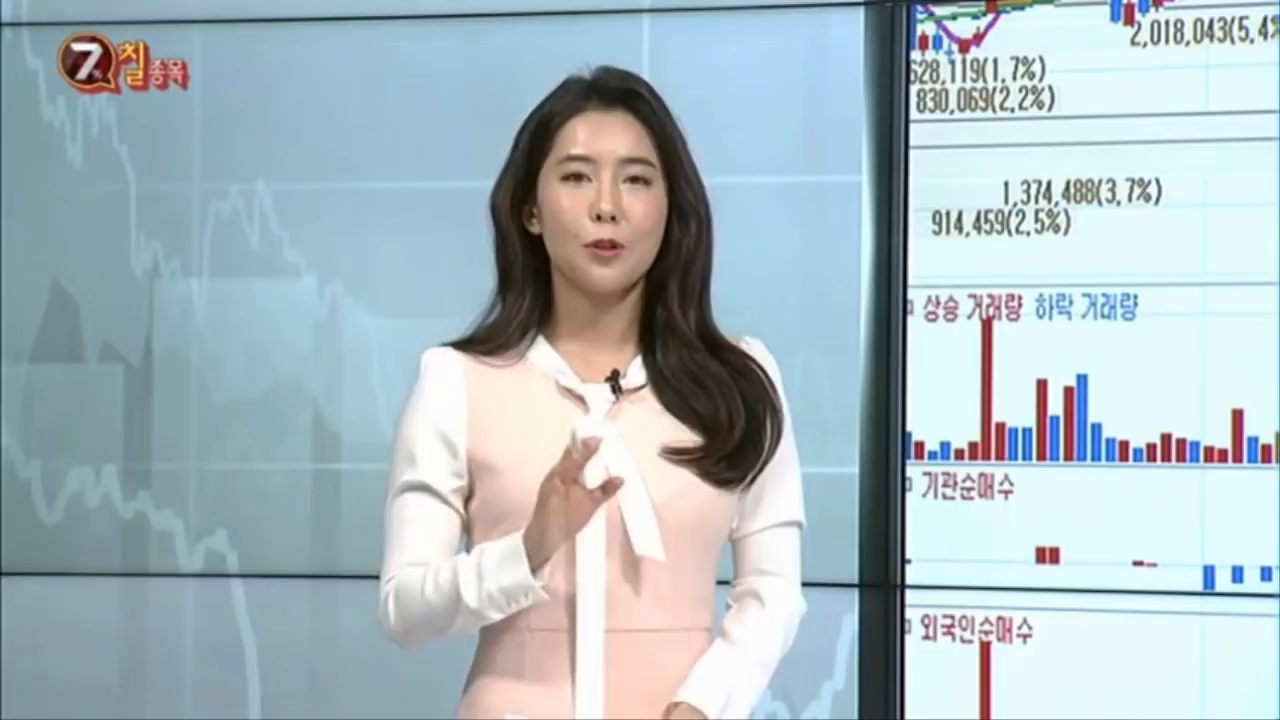 7 칠종목
2,018,043(5.4%
628,119(1.7%)
830,069(2.2%)
1,374,488(3.7%)
914,459(2.5%)
상승 거래량 하락 거래량
기관순매수
외국인순매수